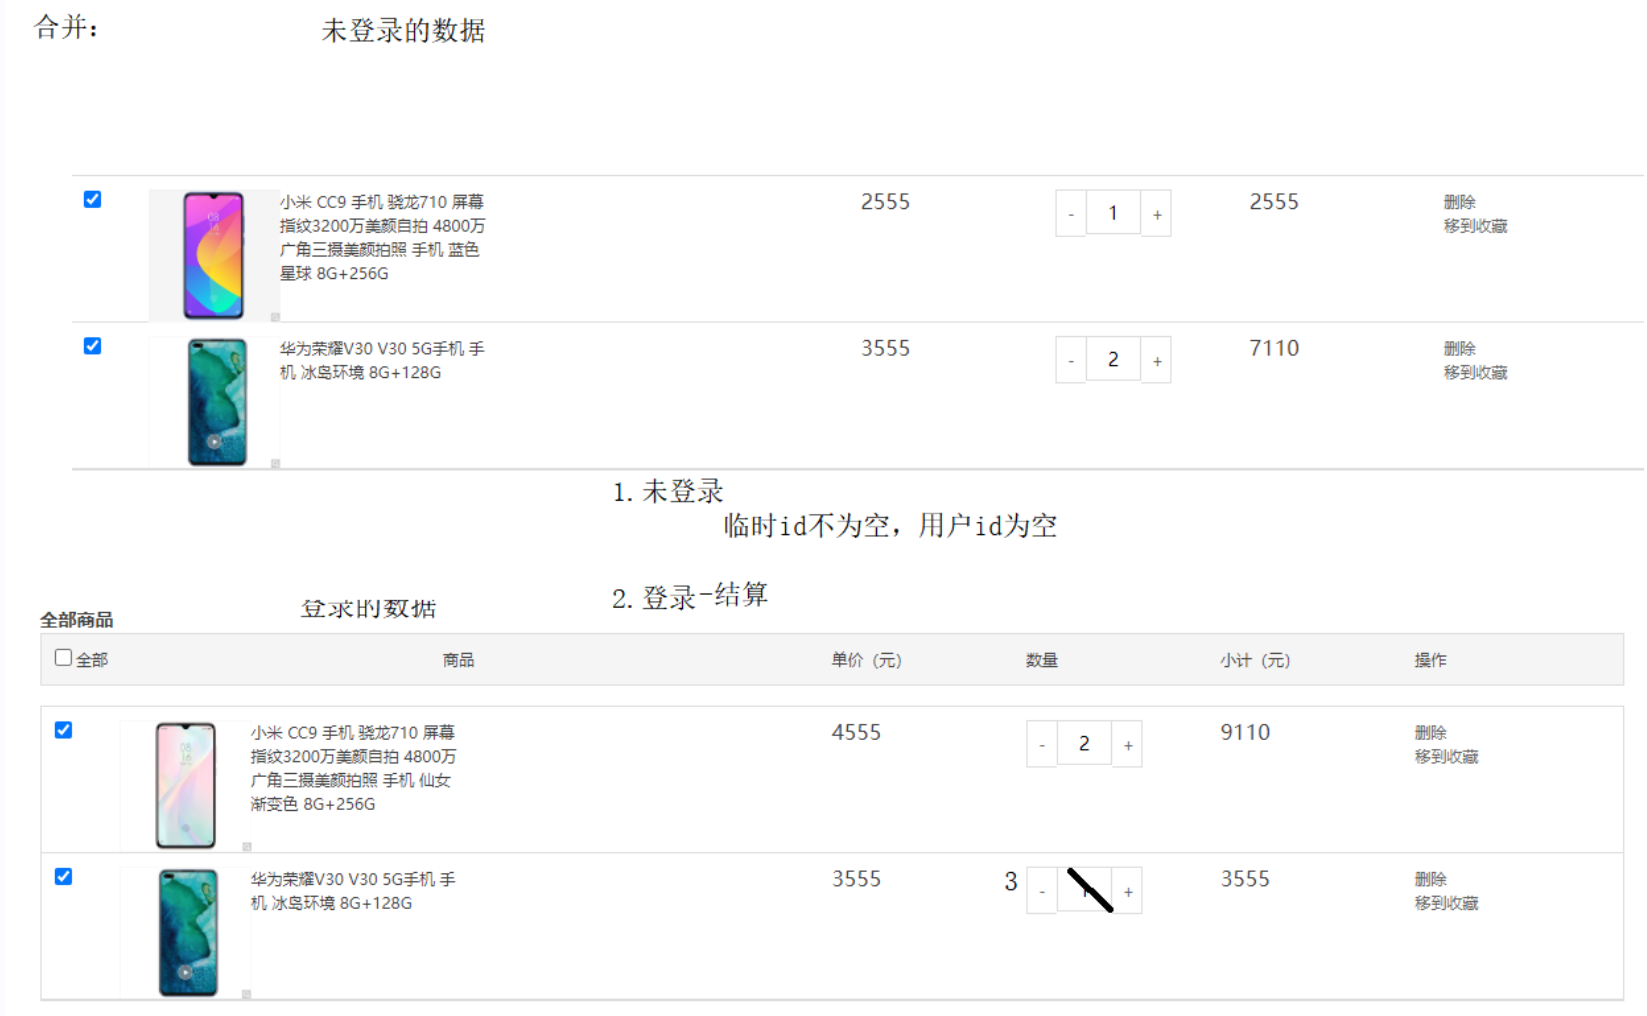 合并：
未登录的数据
小米 CC9 手机 骁龙710 屏幕
指纹3200万美颜自拍 4800万
广角三摄美颜拍照 手机 蓝色
星球 8G+256G
2555
- 1 +
2555
删除
移到收藏
华为荣耀V30 V30 5G手机 手
机 冰岛环境 8G+128G
3555
- 2 +
7110
删除
移到收藏
1. 未登录
临时id不为空，用户id为空
2. 登录-结算
登录的数据
全部商品
全部 商品 单价（元） 数量 小计（元） 操作
小米 CC9 手机 骁龙710 屏幕
指纹3200万美颜自拍 4800万
广角三摄美颜拍照 手机 仙女
渐变色 8G+256G
4555
- 2 +
9110
删除
移到收藏
华为荣耀V30 V30 5G手机 手
机 冰岛环境 8G+128G
3555
3 - +
3555
删除
移到收藏